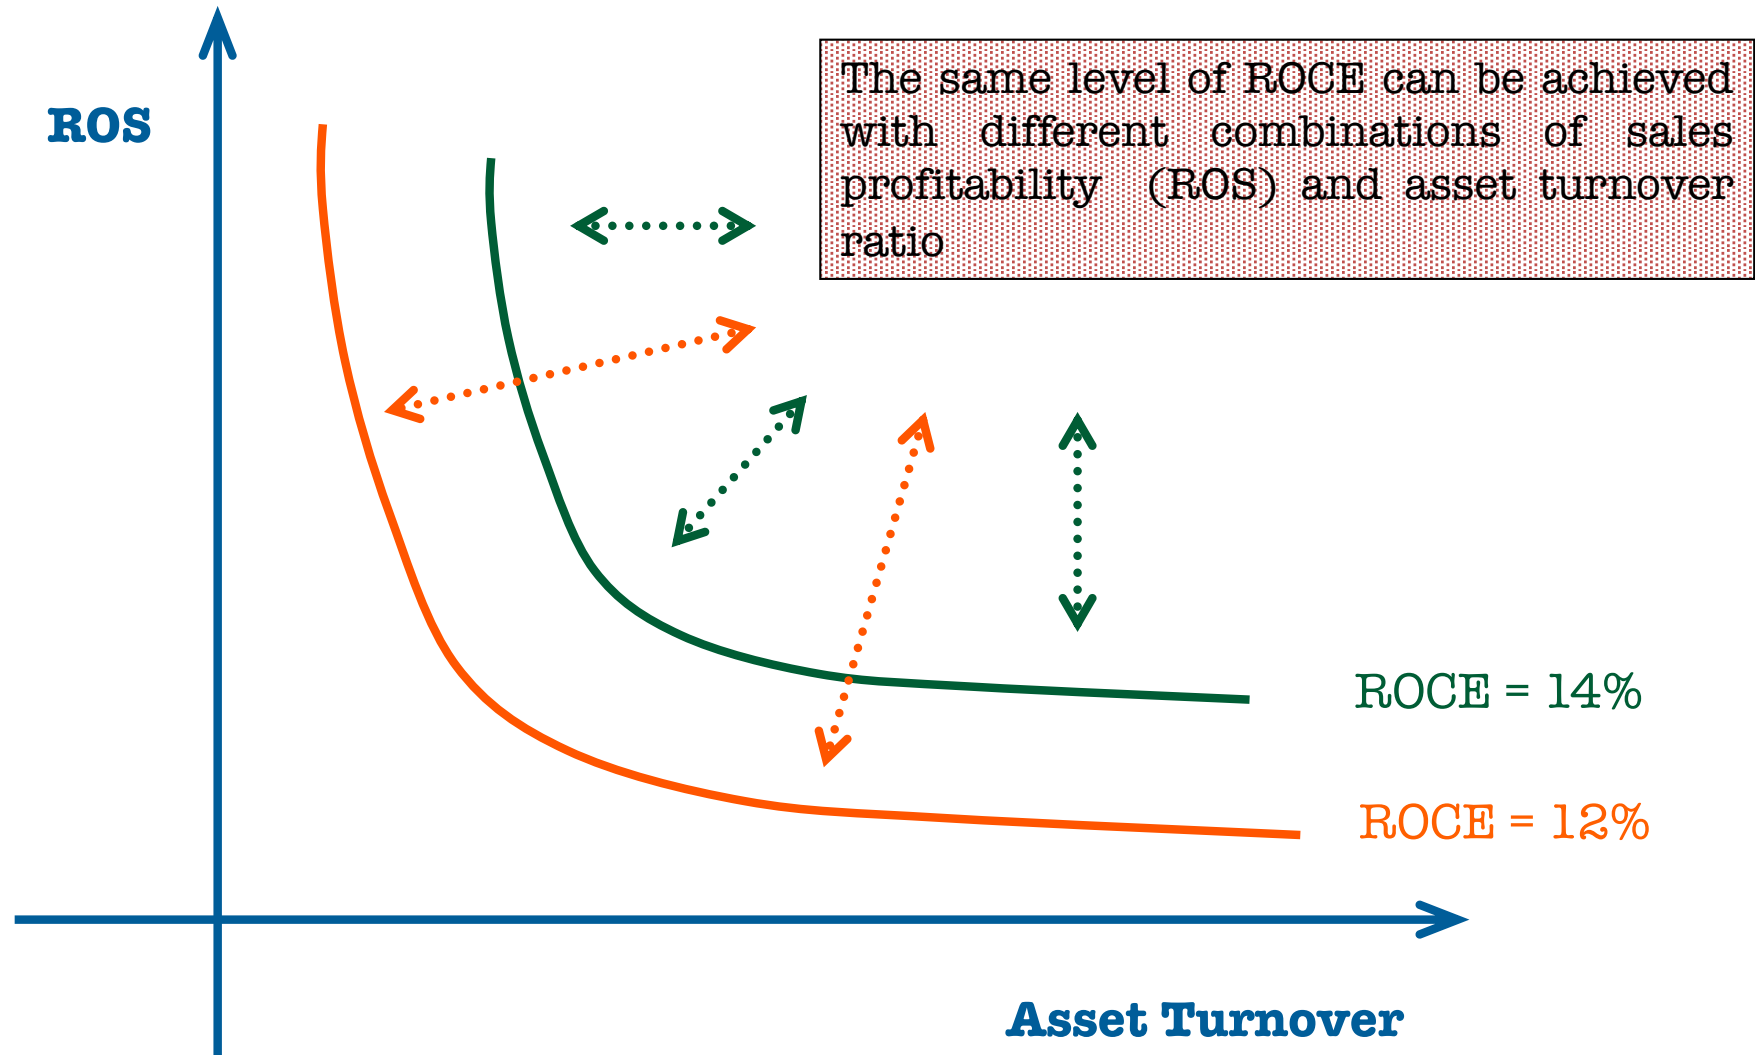 ROS
The same level of ROCE can be achieved
with different combinations of sales
profitability (ROS) and asset turnover
ratio
ROCE = 14%
ROCE = 12%
Asset Turnover